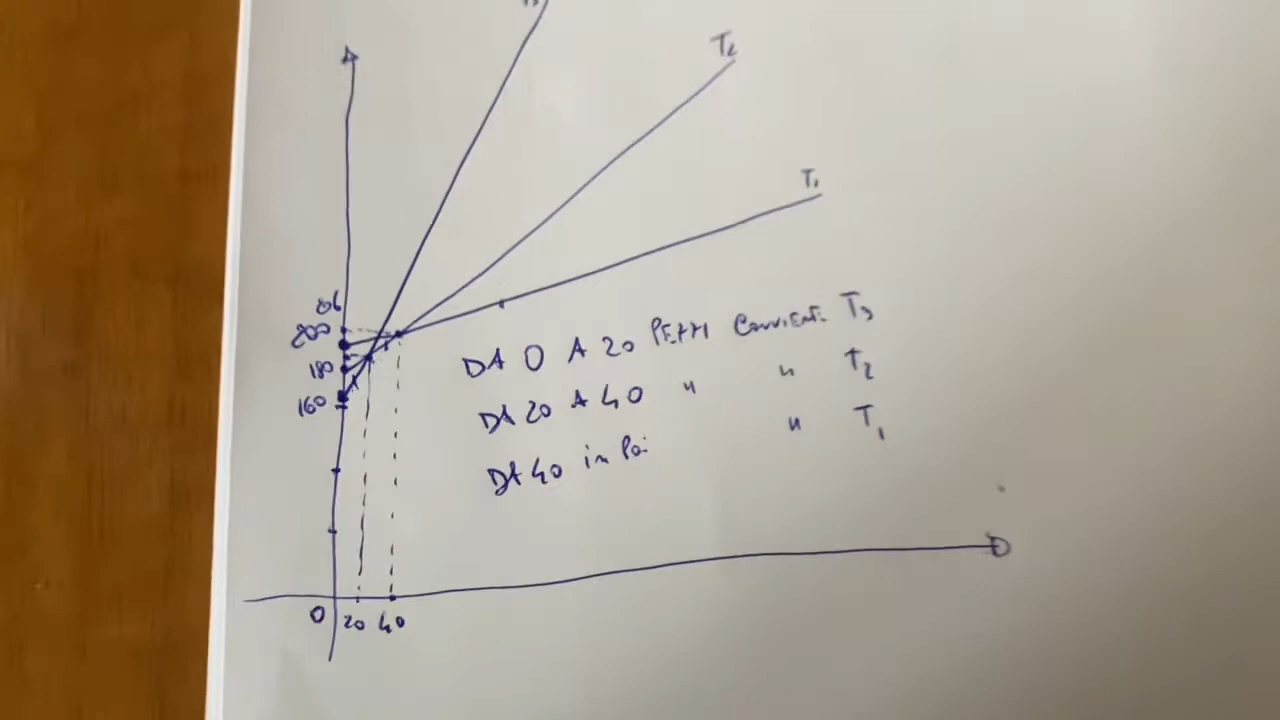 T2
T1
200
180
160
DA 0 A 20 PEZZI CONVIENE T3
DA 20 A 40 " " T2
DA 40 in poi " T1
0 20 40